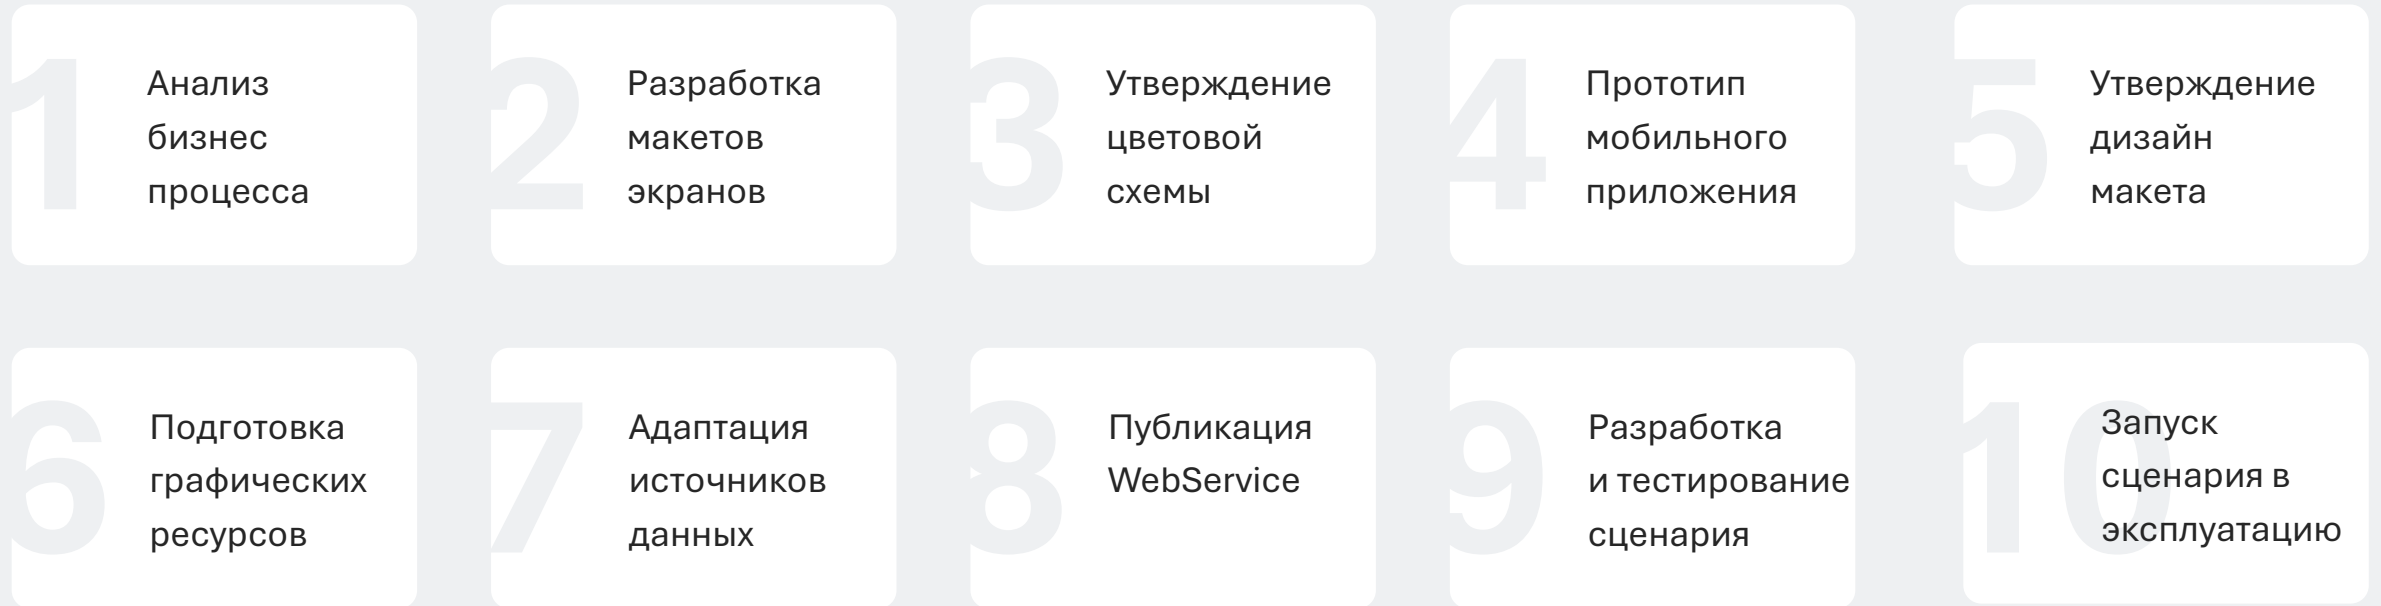 1
Анализ
бизнес
процесса
2
Разработка
макетов
экранов
3
Утверждение
цветовой
схемы
4
Прототип
мобильного
приложения
5
Утверждение
дизайн
макета
6
Подготовка
графических
ресурсов
7
Адаптация
источников
данных
8
Публикация
WebService
9
Разработка
и тестирование
сценария
10
Запуск
сценария в
эксплуатацию